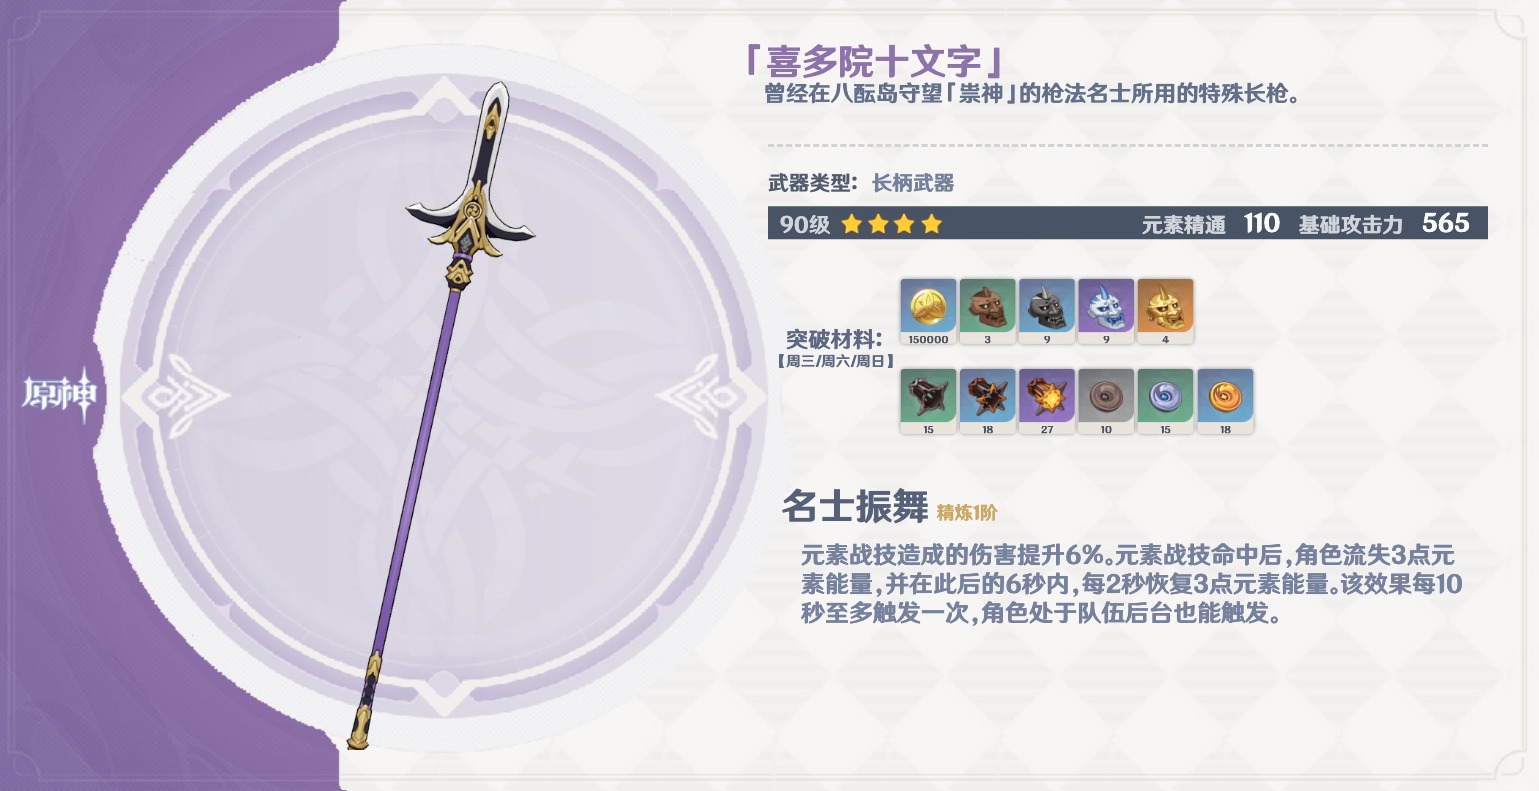 「喜多院十文字」
曾经在八酝岛守望「祟神」的枪法名士所用的特殊长枪。
武器类型：长柄武器
90级 元素精通 110 基础攻击力 565
突破材料：
【周三/周六/周日】
150000 3 9 9 4
15 18 27 10 15 18
原神
名士振舞 精炼1阶
元素战技造成的伤害提升6%。元素战技命中后，角色流失3点元
素能量，并在此后的6秒内，每2秒恢复3点元素能量。该效果每10
秒至多触发一次，角色处于队伍后台也能触发。